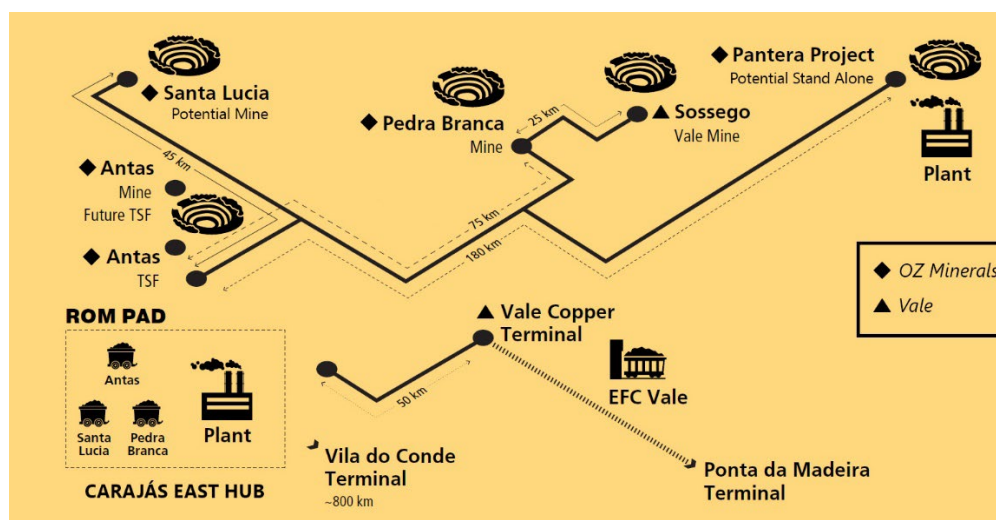 Santa Lucia
Potential Mine
Pedra Branca
Mine
25 km
Sossego
Vale Mine
Pantera Project
Potential Stand Alone
Plant
45 km
Antas
Mine
Future TSF
Antas
TSF
75 km
180 km
OZ Minerals
Vale
ROM PAD
Antas
Santa
Lucia
Pedra
Branca
Plant
CARAJÁS EAST HUB
Vale Copper
Terminal
50 km
EFC Vale
Vila do Conde
Terminal
~800 km
Ponta da Madeira
Terminal